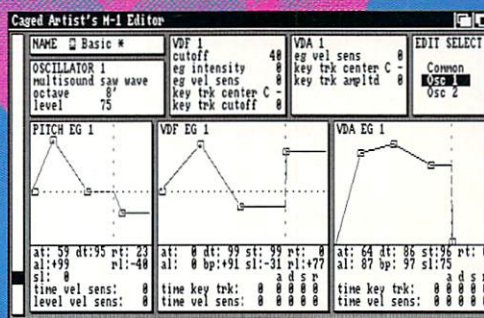 Caged Artist's M-1 Editor
NAME Basic *
OSCILLATOR 1
multisound saw wave
octave 8'
level 75
VDF 1
cutoff 40
eg intensity 0
eg vel sens 0
key trk center C -
key trk cutoff 0
VDA 1
eg vel sens 0
key trk center C -
key trk ampltd 0
EDIT SELECT
Common
Osc 1
Osc 2
PITCH EG 1
at: 59 dt:95 rt: 23
al:+99 rl:-40
sl: 0
time vel sens: 0
level vel sens: 0
VDF EG 1
at: 0 dt: 99 st: 99 rt: 0
al: 0 bp:+91 sl:-31 rl:+77
a d s r
time key trk: 0 0 0 0
time vel sens: 0 0 0 0
VDA EG 1
at: 64 dt: 86 st:96 rt:
al: 87 bp: 97 sl:75
a d s r
time key trk: 0 0 0 0
time vel sens: 0 0 0 0